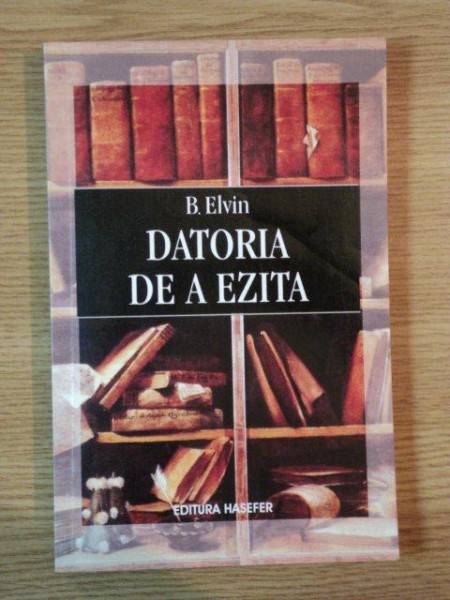 B. Elvin
DATORIA
DE A EZITA
EDITURA HASEFER